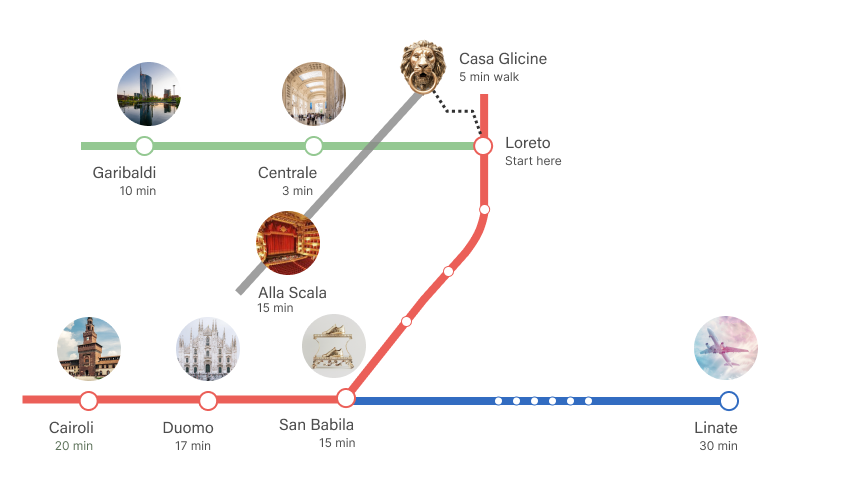 Casa Glicine
5 min walk
Loreto
Start here
Garibaldi
10 min
Centrale
3 min
Alla Scala
15 min
Cairoli
20 min
Duomo
17 min
San Babila
15 min
Linate
30 min